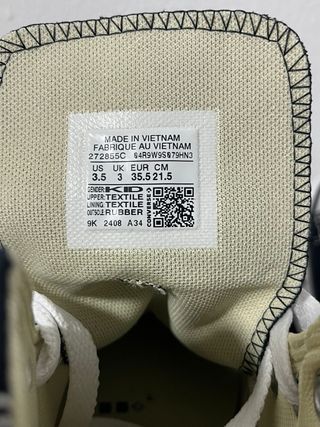 MADE IN VIETNAM
FABRIQUE AU VIETNAM
272855C 04R9W9S079HN3
US UK EUR CM
3.5 3 35.5 21.5
GENDER: KID
UPPER: TEXTILE
LINING: TEXTILE
OUTSOLE: RUBBER
CONVERSE
9K 2408 A34